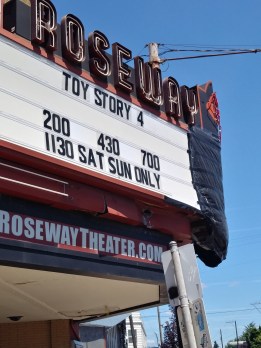 ROSEWAY
TOY STORY 4
200 430 700
1130 SAT SUN ONLY
ROSEWAYTHEATER.COM